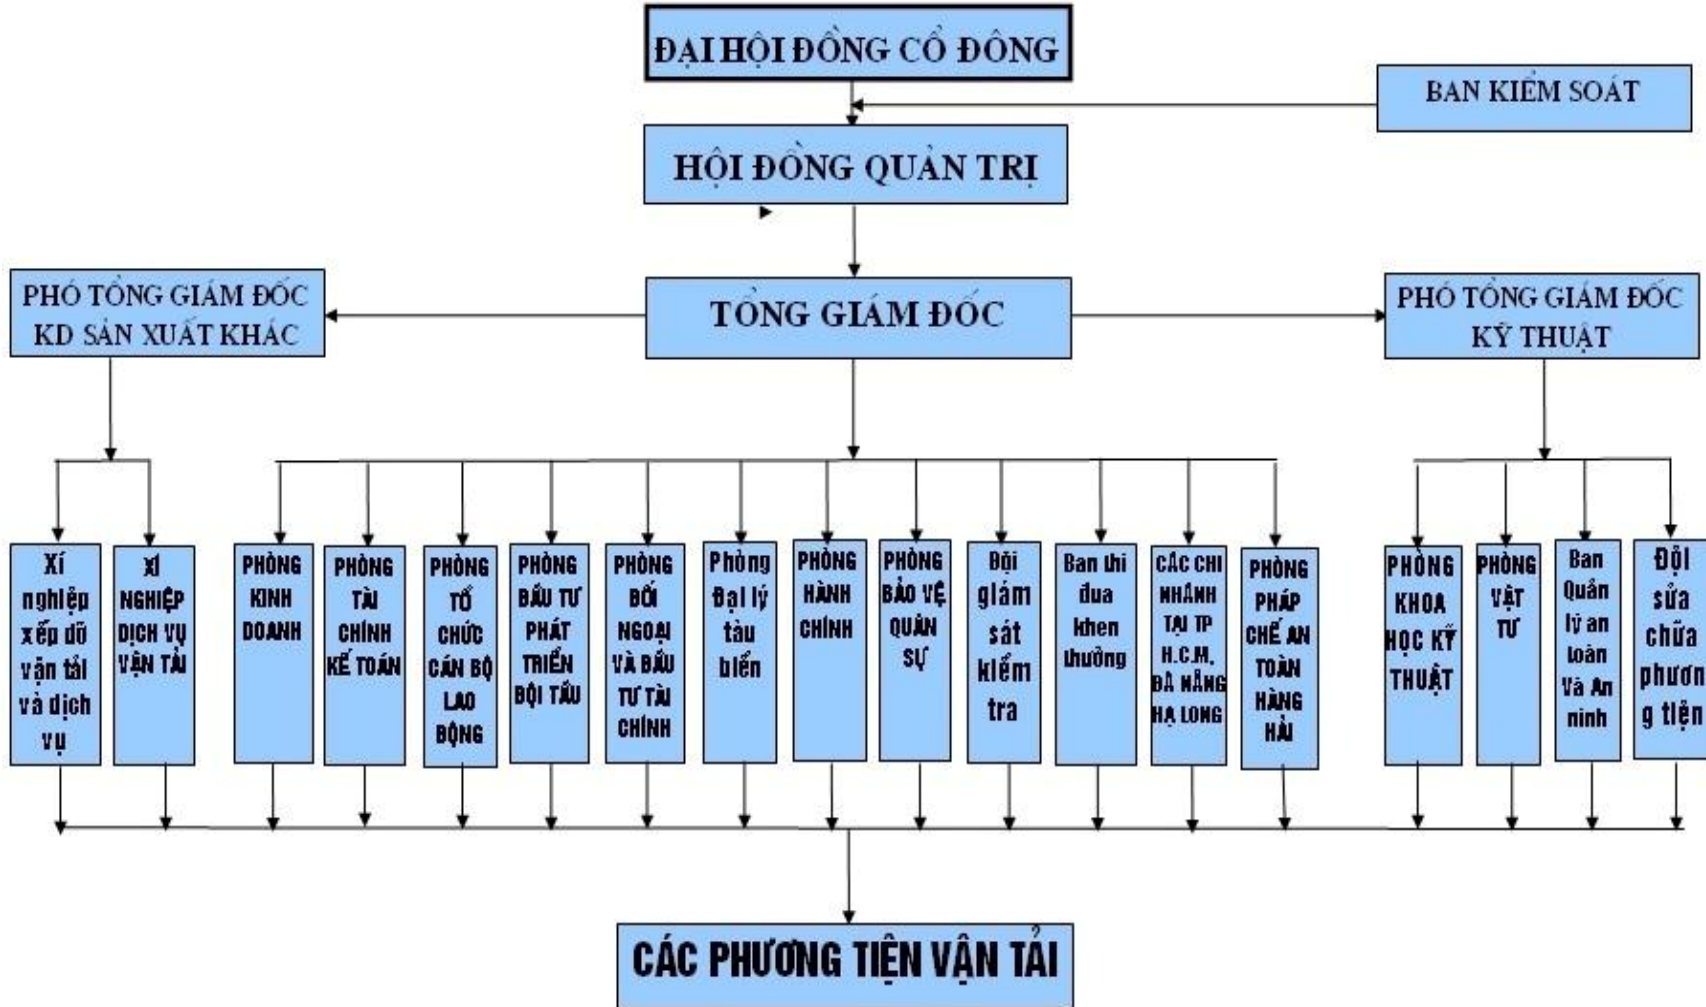 ĐẠI HỘI ĐỒNG CỔ ĐÔNG
BAN KIỂM SOÁT
HỘI ĐỒNG QUẢN TRỊ
PHÓ TỔNG GIÁM ĐỐC
KD SẢN XUẤT KHÁC
TỔNG GIÁM ĐỐC
PHÓ TỔNG GIÁM ĐỐC
KỸ THUẬT
Xí
nghiệp
xếp dỡ
vận tải
và dịch
vụ
XÍ
NGHIỆP
DỊCH VỤ
VẬN TẢI
PHÒNG
KINH
DOANH
PHÒNG
TÀI
CHÍNH
KẾ TOÁN
PHÒNG
TỔ
CHỨC
CÁN BỘ
LAO
ĐỘNG
PHÒNG
ĐẦU TƯ
PHÁT
TRIỂN
ĐỘI TẦU
PHÒNG
ĐỐI
NGOẠI
VÀ ĐẦU
TƯ TÀI
CHÍNH
Phòng
Đại lý
tàu
biển
PHÒNG
HÀNH
CHÍNH
PHÒNG
BẢO VỆ
QUÂN
SỰ
Đội
giám
sát
kiểm
tra
Ban thi
đua
khen
thưởng
CÁC CHI
NHÁNH
TẠI TP
H.C.M,
ĐÀ NẴNG
HẠ LONG
PHÒNG
PHÁP
CHẾ AN
TOÀN
HÀNG
HẢI
PHÒNG
KHOA
HỌC KỸ
THUẬT
PHÒNG
VẬT
TƯ
Ban
Quản
lý an
toàn
Và An
ninh
Đội
sửa
chữa
phươn
g tiện
CÁC PHƯƠNG TIỆN VẬN TẢI